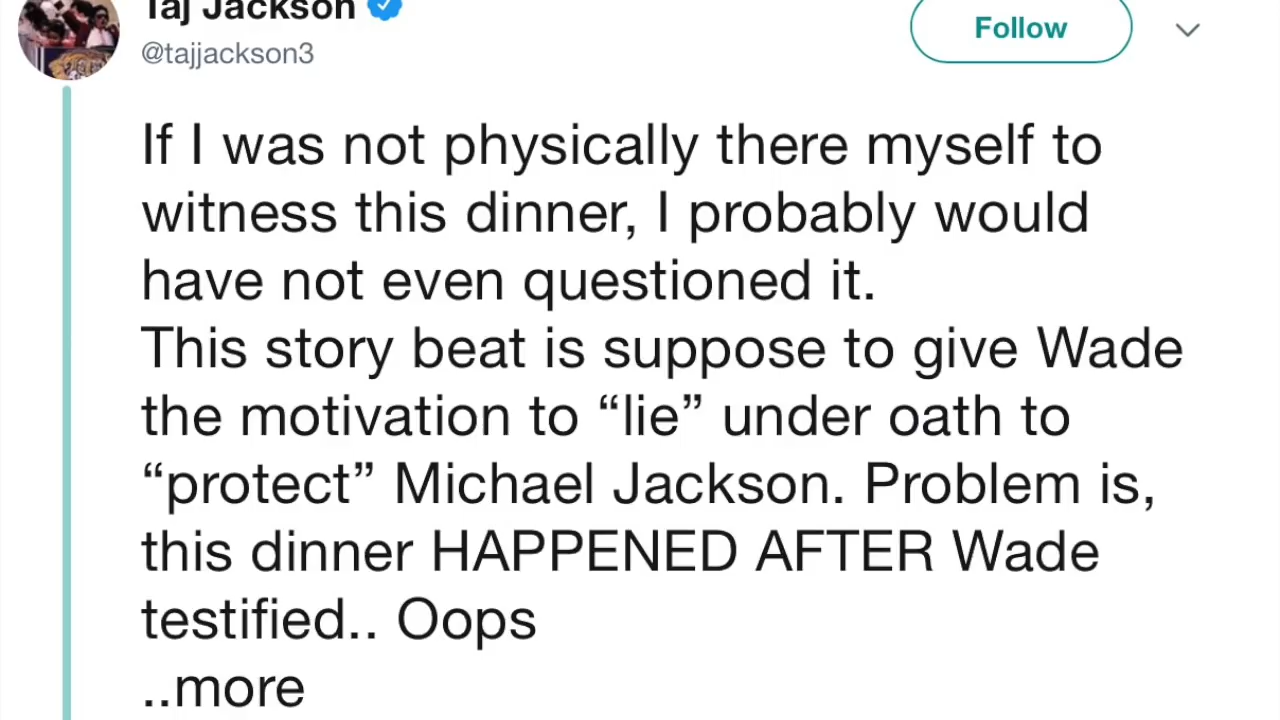 Taj Jackson
@tajjackson3
Follow
If I was not physically there myself to
witness this dinner, I probably would
have not even questioned it.
This story beat is suppose to give Wade
the motivation to “lie” under oath to
“protect” Michael Jackson. Problem is,
this dinner HAPPENED AFTER Wade
testified.. Oops
..more